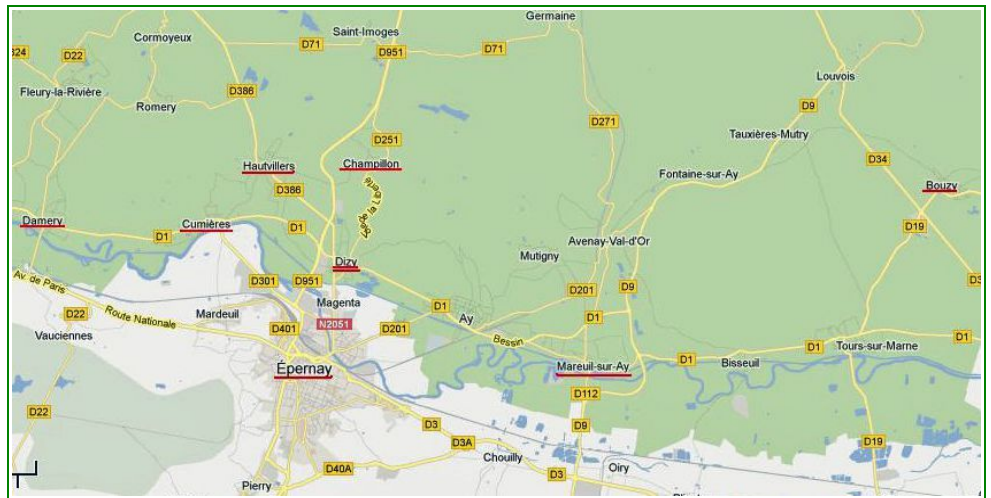 Germaine
Cormoyeux
Saint-Imoges
D71
D951
D71
324
D22
Louvois
Fleury-la-Rivière
D386
Romery
D9
D271
Tauxières-Mutry
D251
Hautvillers
Champillon
D34
Fontaine-sur-Ay
D386
Bouzy
Damery
Cumières
D1
D1
D19
Avenay-Val-d'Or
Mutigny
Dizy
Av. de Paris
D301
D951
D201
D9
Magenta
D1
D22
Route Nationale
Mardeuil
N2051
Ay
D1
Vauciennes
D401
D201
Bessin
D1
D1
Tours-sur-Marne
D1
Bisseuil
Épernay
Mareuil-sur-Ay
D112
D22
D3
D9
D3A
D19
Chouilly
D40A
D3
Oiry
Pierry